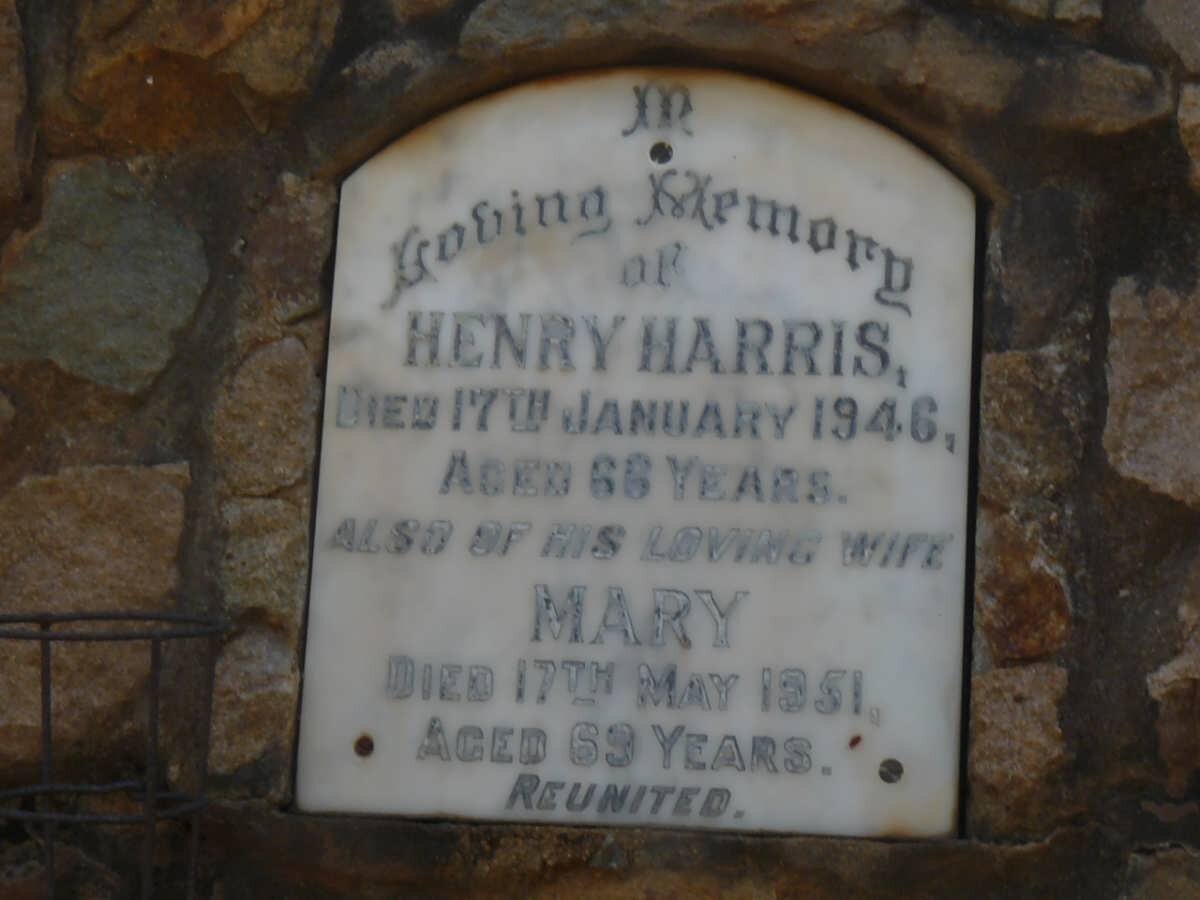 In
Loving Memory
of
HENRY HARRIS,
DIED 17TH JANUARY 1946,
AGED 68 YEARS.
ALSO OF HIS LOVING WIFE
MARY
DIED 17TH MAY 1951,
AGED 69 YEARS.
REUNITED.